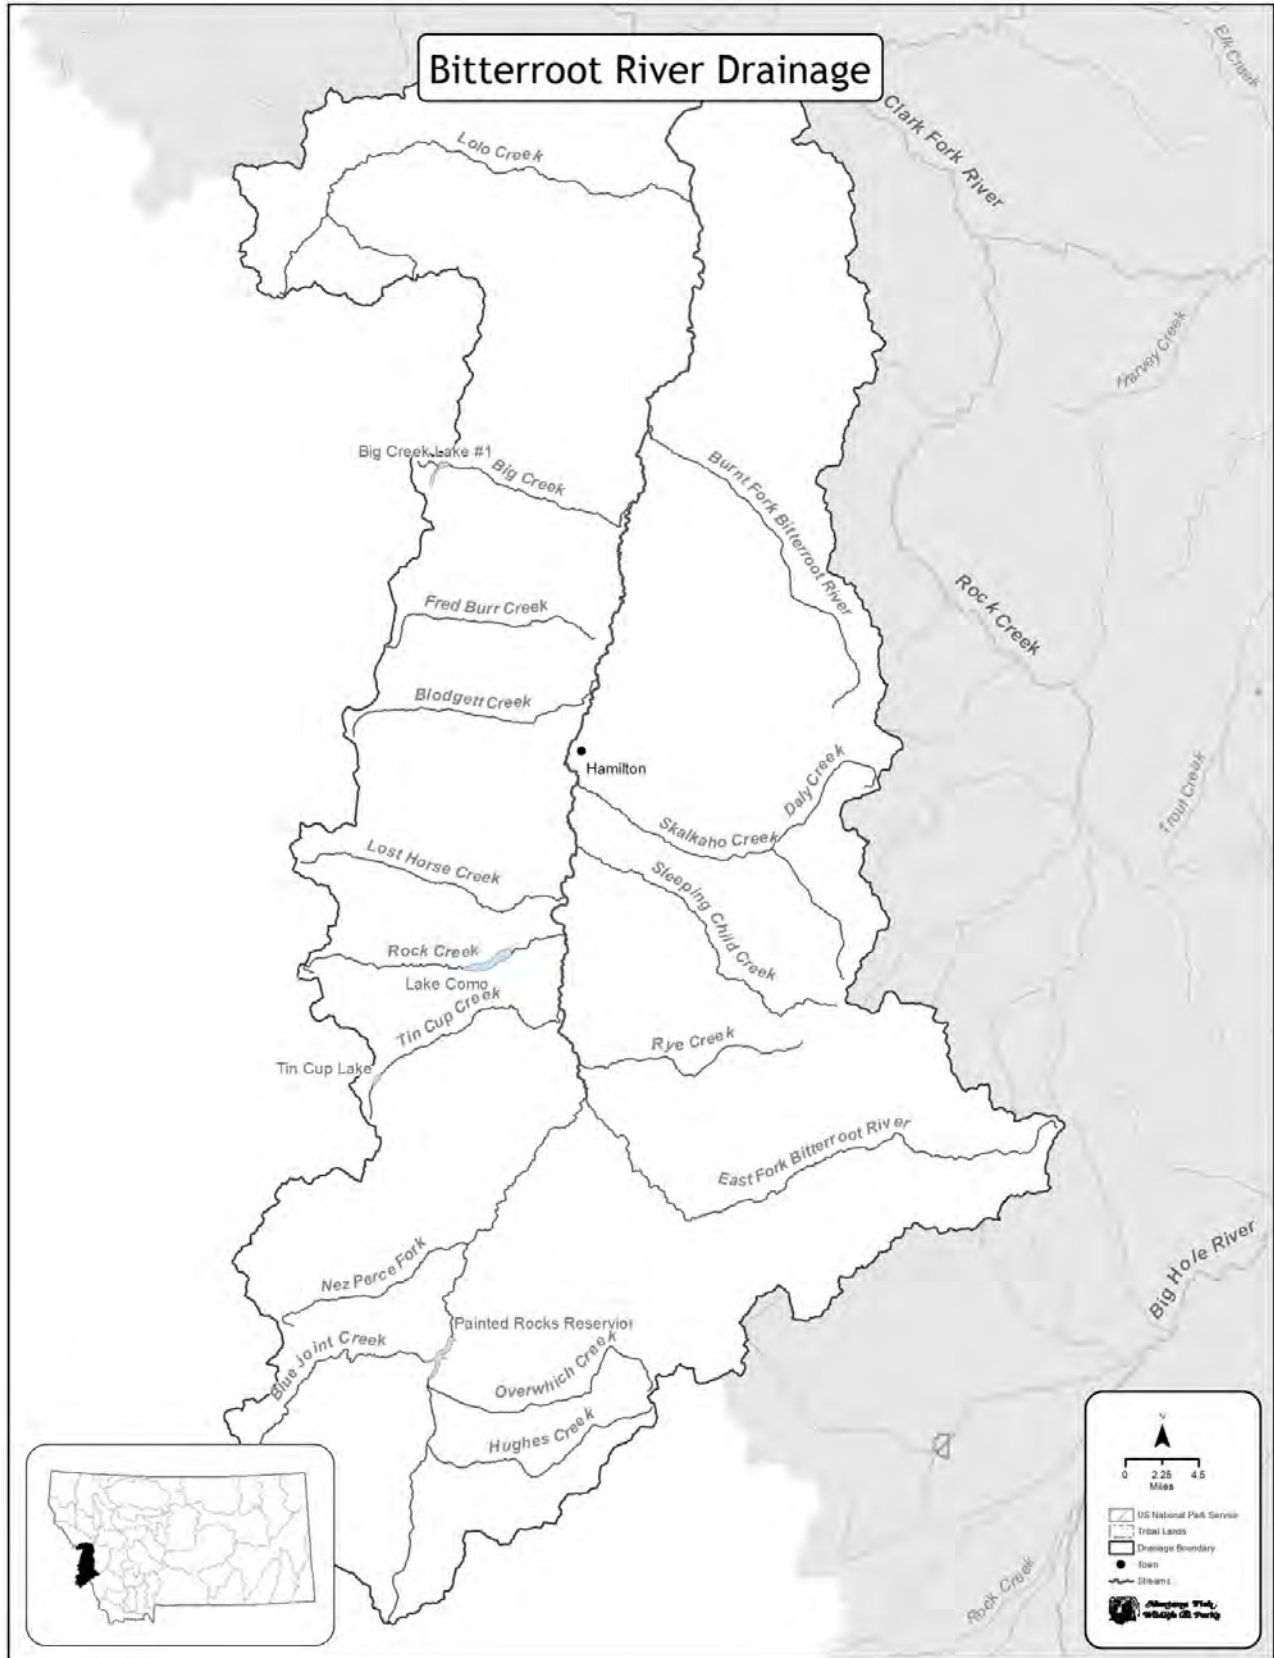 Bitterroot River Drainage
Elk Creek
Clark Fork River
Lolo Creek
Harvey Creek
Big Creek Lake #1
Big Creek
Burnt Fork Bitterroot River
Rock Creek
Fred Burr Creek
Blodgett Creek
Hamilton
Daly Creek
Trout Creek
Skalkaho Creek
Lost Horse Creek
Sleeping Child Creek
Rock Creek
Lake Como
Tin Cup Creek
Rye Creek
Tin Cup Lake
East Fork Bitterroot River
Big Hole River
Nez Perce Fork
Painted Rocks Reservior
Blue Joint Creek
Overwhich Creek
Hughes Creek
Rock Creek
N
0 2.25 4.5
Miles
US National Park Service
Tribal Lands
Drainage Boundary
Town
Streams
Montana Fish
Wildlife & Parks